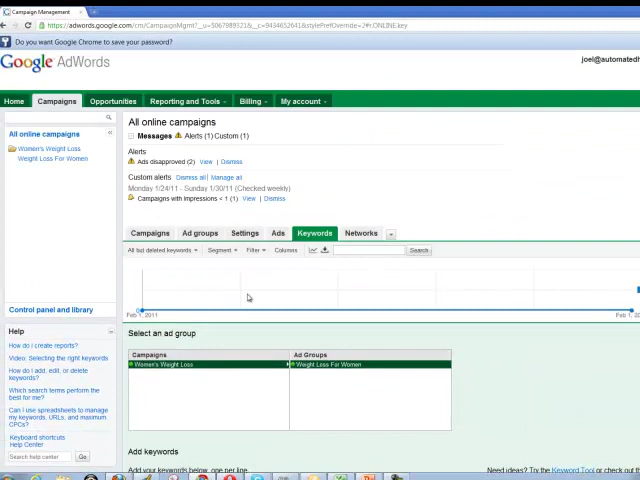 Campaign Management
https://adwords.google.com/cm/CampaignMgmt?__u=5067989321&__c=9434652641&stylePrefOverride=2#r.ONLINE.key
Do you want Google Chrome to save your password?
Google AdWords
joel@automatedh
Home Campaigns Opportunities Reporting and Tools Billing My account
All online campaigns
Women's Weight Loss
Weight Loss For Women
Control panel and library
Help
How do I create reports?
Video: Selecting the right keywords
How do I add, edit, or delete
keywords?
Which search terms perform the
best for me?
Can I use spreadsheets to manage
my keywords, URLs, and maximum
CPCs?
Keyboard shortcuts
Help Center
Search help center Go
All online campaigns
Messages Alerts (1) Custom (1)
Alerts
Ads disapproved (2) View Dismiss
Custom alerts Dismiss all Manage all
Monday 1/24/11 - Sunday 1/30/11 (Checked weekly)
Campaigns with Impressions < 1 (1) View Dismiss
Campaigns Ad groups Settings Ads Keywords Networks
All but deleted keywords Segment Filter Columns Search
0
Feb 1, 2011 Feb 1, 20
Select an ad group
Campaigns Ad Groups
Women's Weight Loss Weight Loss For Women
Add keywords
Add your keywords below, one per line. Need ideas? Try the Keyword Tool or check out the